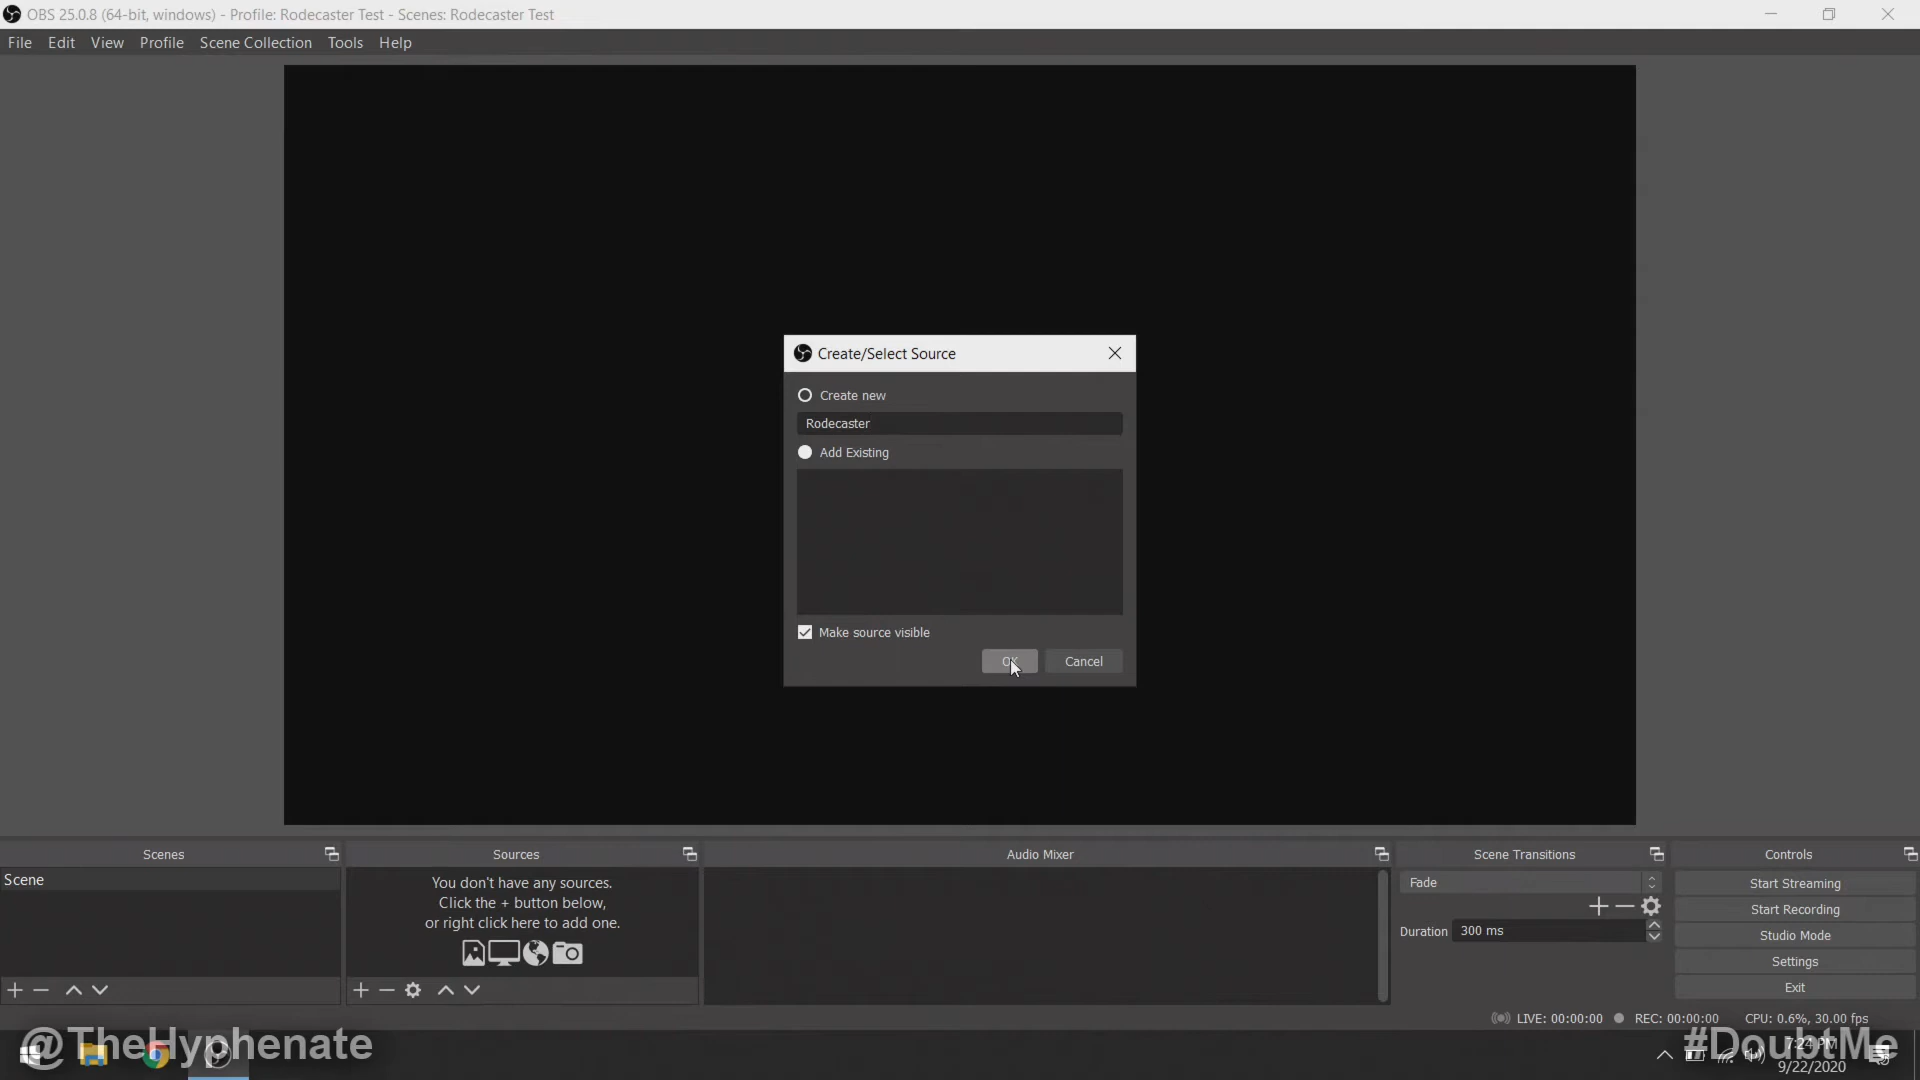 OBS 25.0.8 (64-bit, windows) - Profile: Rodecaster Test - Scenes: Rodecaster Test
File Edit View Profile Scene Collection Tools Help
Create/Select Source
Create new
Rodecaster
Add Existing
Make source visible
OK Cancel
Scenes Sources Audio Mixer Scene Transitions Controls
Scene
You don't have any sources.
Click the + button below,
or right click here to add one.
Fade
Duration 300 ms
Start Streaming
Start Recording
Studio Mode
Settings
Exit
LIVE: 00:00:00 REC: 00:00:00 CPU: 0.6%, 30.00 fps
@TheHyphenate #DoubtMe
7:24 PM
9/22/2020